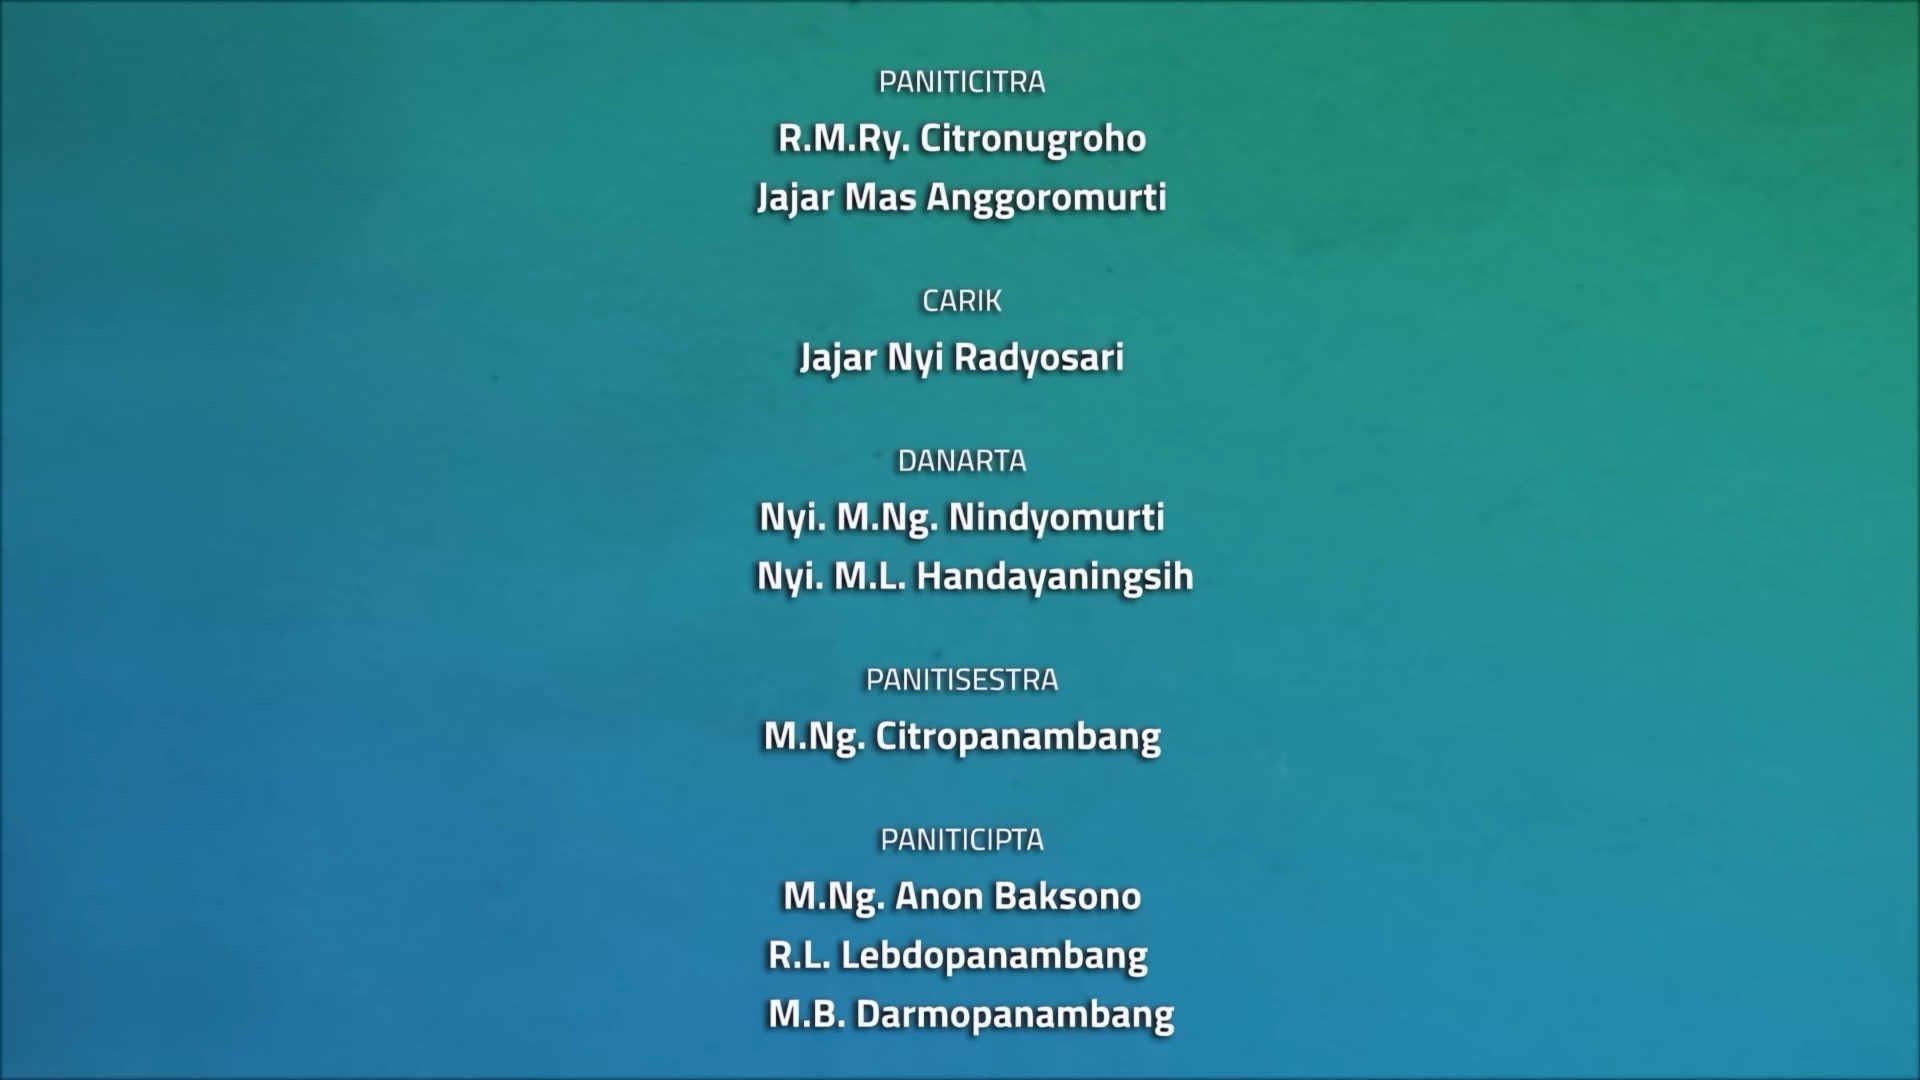 PANITICITRA
R.M.Ry. Citronugroho
Jajar Mas Anggoromurti
CARIK
Jajar Nyi Radyosari
DANARTA
Nyi. M.Ng. Nindyomurti
Nyi. M.L. Handayaningsih
PANITISESTRA
M.Ng. Citropanambang
PANITICIPTA
M.Ng. Anon Baksono
R.L. Lebdopanambang
M.B. Darmopanambang